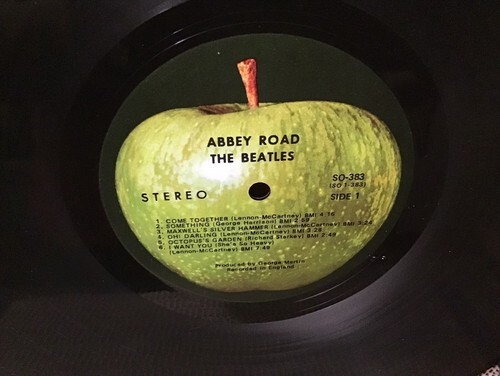 ABBEY ROAD
THE BEATLES
STEREO
SO-383
(SO 1-383)
SIDE 1
1. COME TOGETHER (Lennon-McCartney) BMI 4:16
2. SOMETHING (George Harrison) BMI 2:59
3. MAXWELL'S SILVER HAMMER (Lennon-McCartney) BMI 3:24
4. OH! DARLING (Lennon-McCartney) BMI 3:28
5. OCTOPUS'S GARDEN (Richard Starkey) BMI 2:49
6. I WANT YOU (She's So Heavy)
(Lennon-McCartney) BMI 7:49
Produced by George Martin
Recorded in England